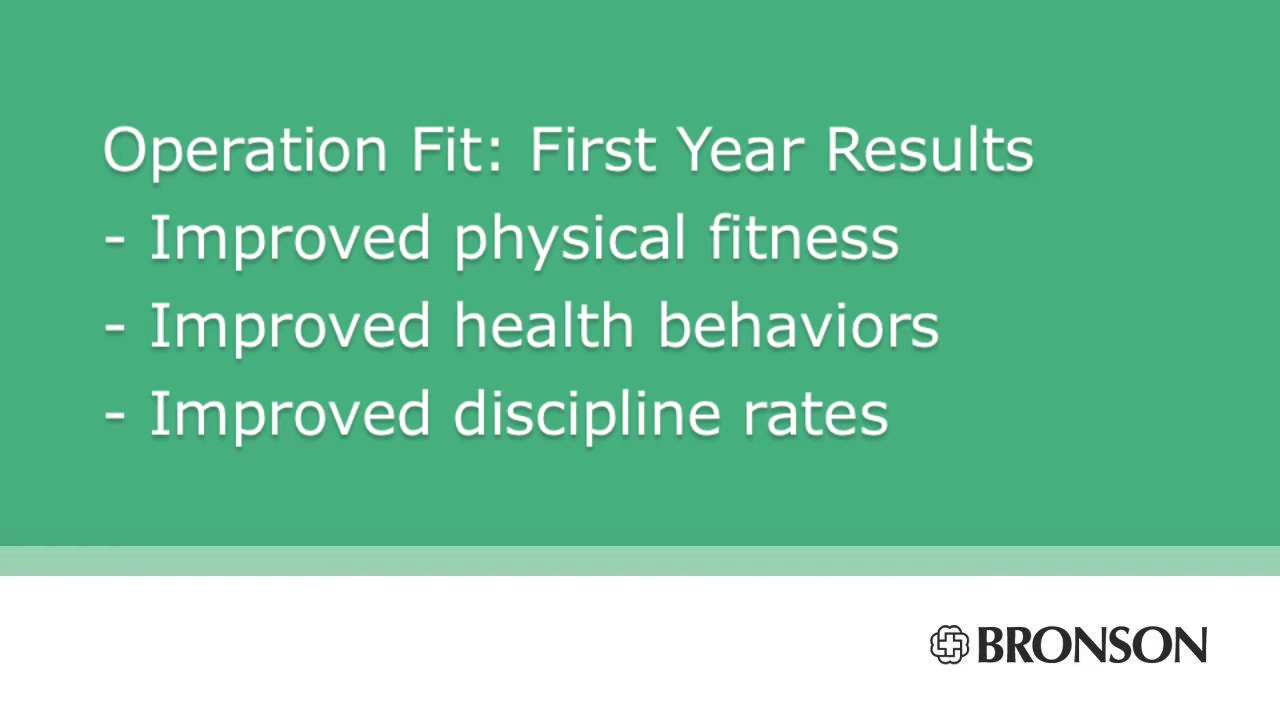 Operation Fit: First Year Results
- Improved physical fitness
- Improved health behaviors
- Improved discipline rates
BRONSON